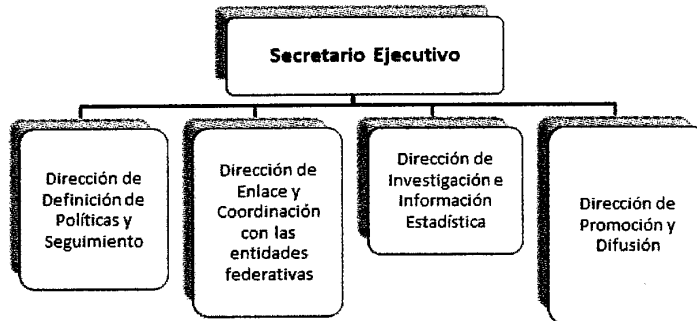 Secretario Ejecutivo
Dirección de
Definición de
Políticas y
Seguimiento
Dirección de
Enlace y
Coordinación
con las
entidades
federativas
Dirección de
Investigación e
Información
Estadística
Dirección de
Promoción y
Difusión